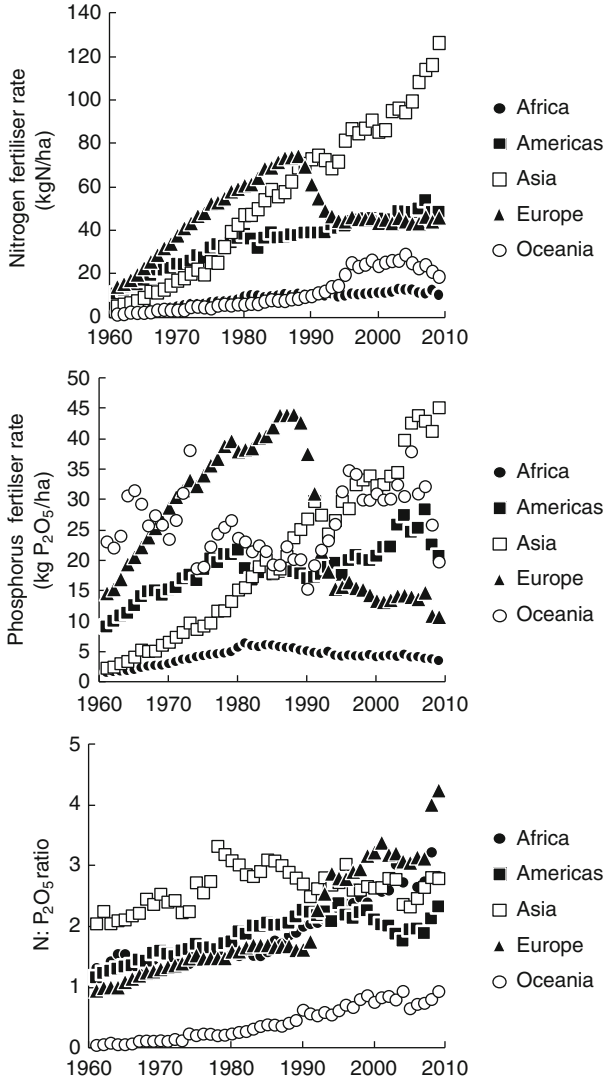 Nitrogen fertiliser rate
(kgN/ha)
140
120
100
80
60
40
20
0
1960 1970 1980 1990 2000 2010
Africa
Americas
Asia
Europe
Oceania
Phosphorus fertiliser rate
(kg P₂O₅/ha)
50
45
40
35
30
25
20
15
10
5
0
1960 1970 1980 1990 2000 2010
Africa
Americas
Asia
Europe
Oceania
N: P₂O₅ ratio
5
4
3
2
1
0
1960 1970 1980 1990 2000 2010
Africa
Americas
Asia
Europe
Oceania